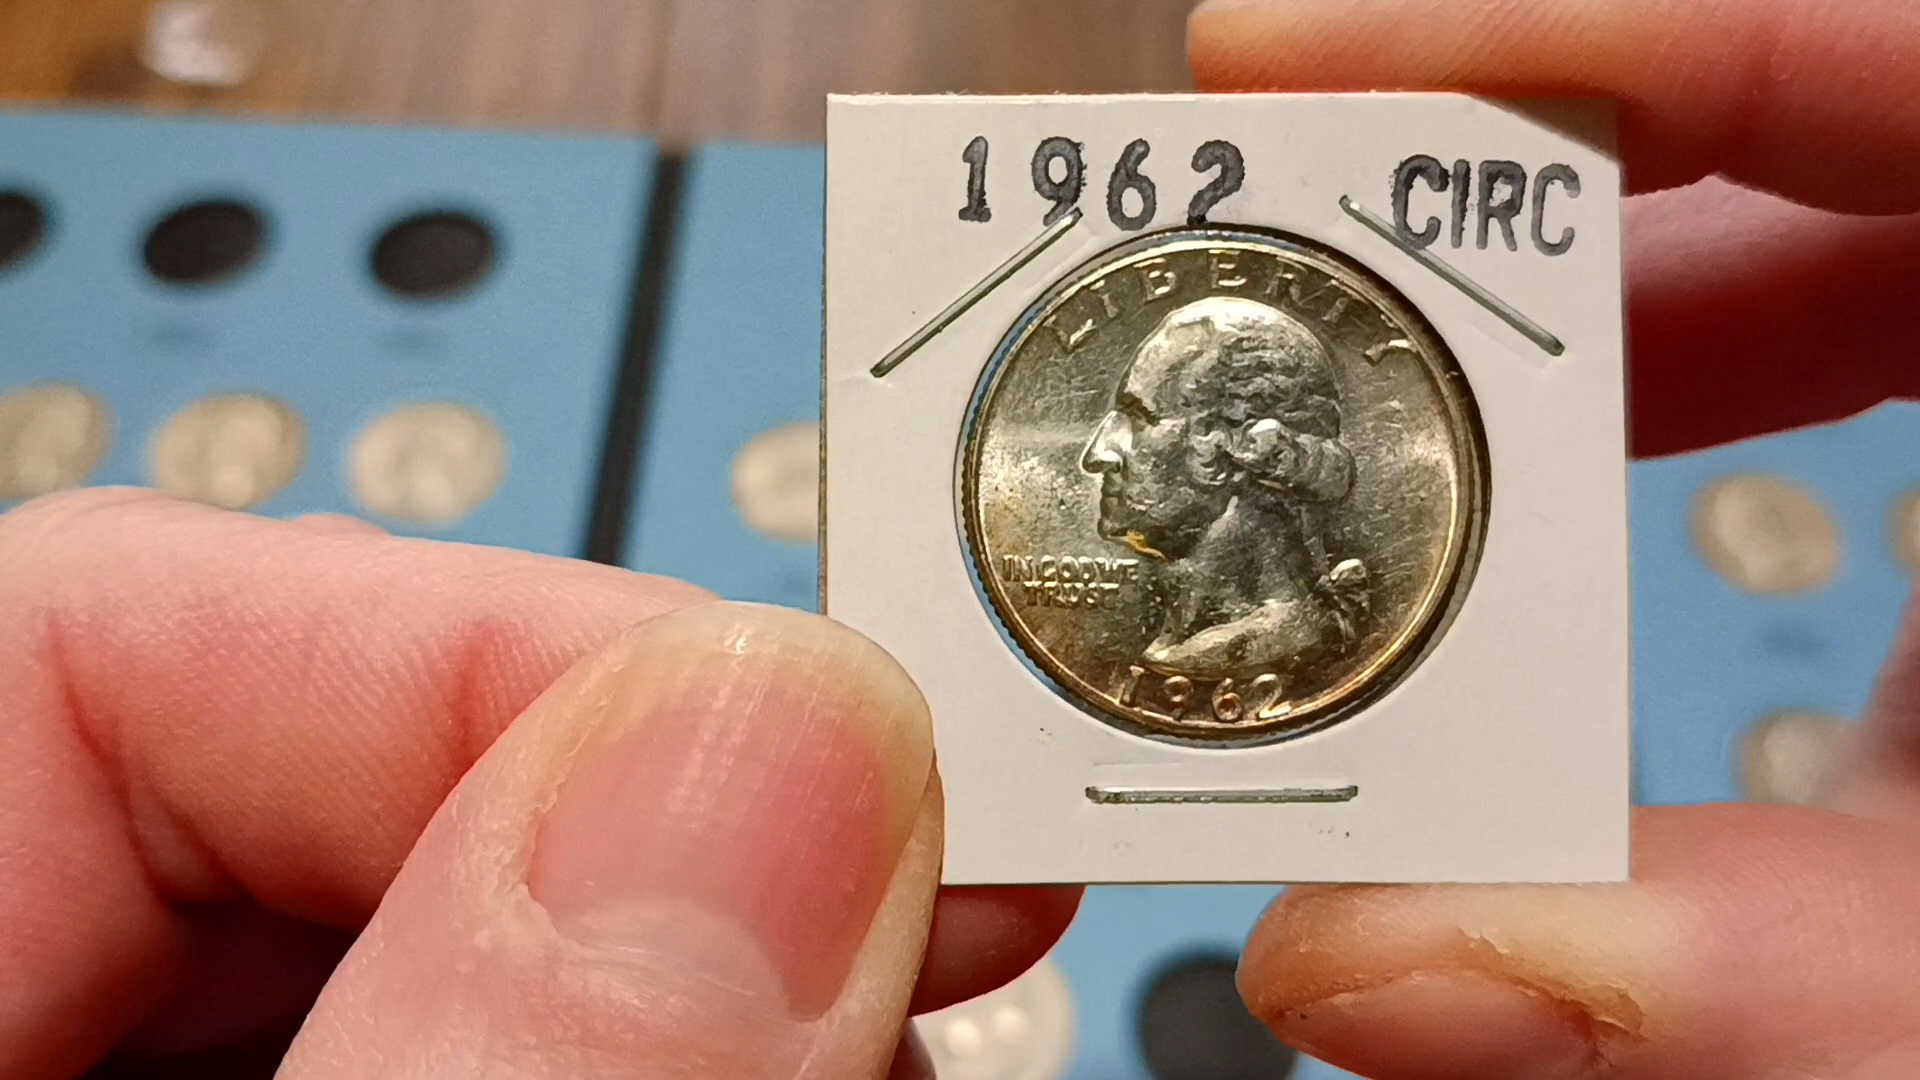 1962 CIRC
LIBERTY
IN GOD WE
TRUST
1962